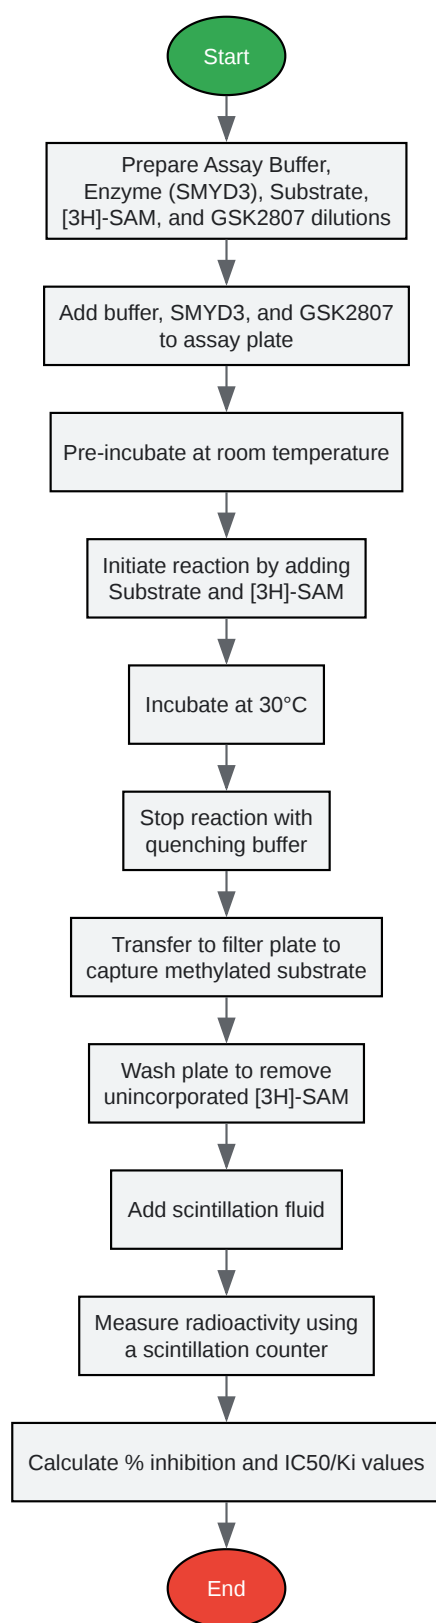 Start
Prepare Assay Buffer,
Enzyme (SMYD3), Substrate,
[3H]-SAM, and GSK2807 dilutions
Add buffer, SMYD3, and GSK2807
to assay plate
Pre-incubate at room temperature
Initiate reaction by adding
Substrate and [3H]-SAM
Incubate at 30°C
Stop reaction with
quenching buffer
Transfer to filter plate to
capture methylated substrate
Wash plate to remove
unincorporated [3H]-SAM
Add scintillation fluid
Measure radioactivity using
a scintillation counter
Calculate % inhibition and IC50/Ki values
End